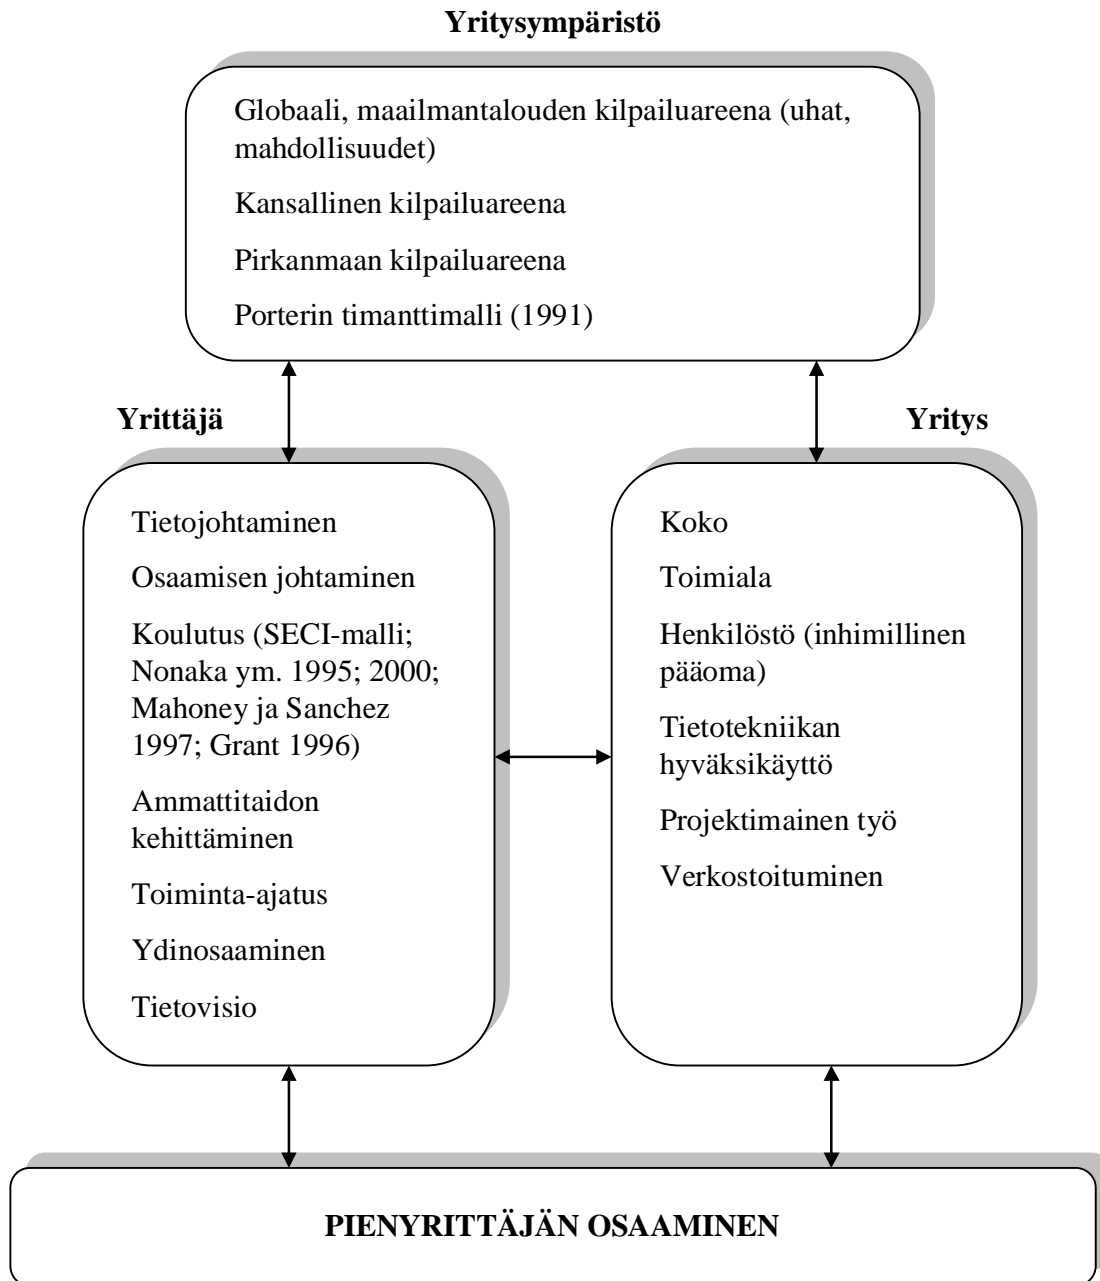 Yritysympäristö
Globaali, maailmantalouden kilpailuareena (uhat,
mahdollisuudet)
Kansallinen kilpailuareena
Pirkanmaan kilpailuareena
Porterin timanttimalli (1991)
Yrittäjä
Tietojohtaminen
Osaamisen johtaminen
Koulutus (SECI-malli;
Nonaka ym. 1995; 2000;
Mahoney ja Sanchez
1997; Grant 1996)
Ammattitaidon
kehittäminen
Toiminta-ajatus
Ydinosaaminen
Tietovisio
Yritys
Koko
Toimiala
Henkilöstö (inhimillinen
pääoma)
Tietotekniikan
hyväksikäyttö
Projektimainen työ
Verkostoituminen
PIENYRITTÄJÄN OSAAMINEN